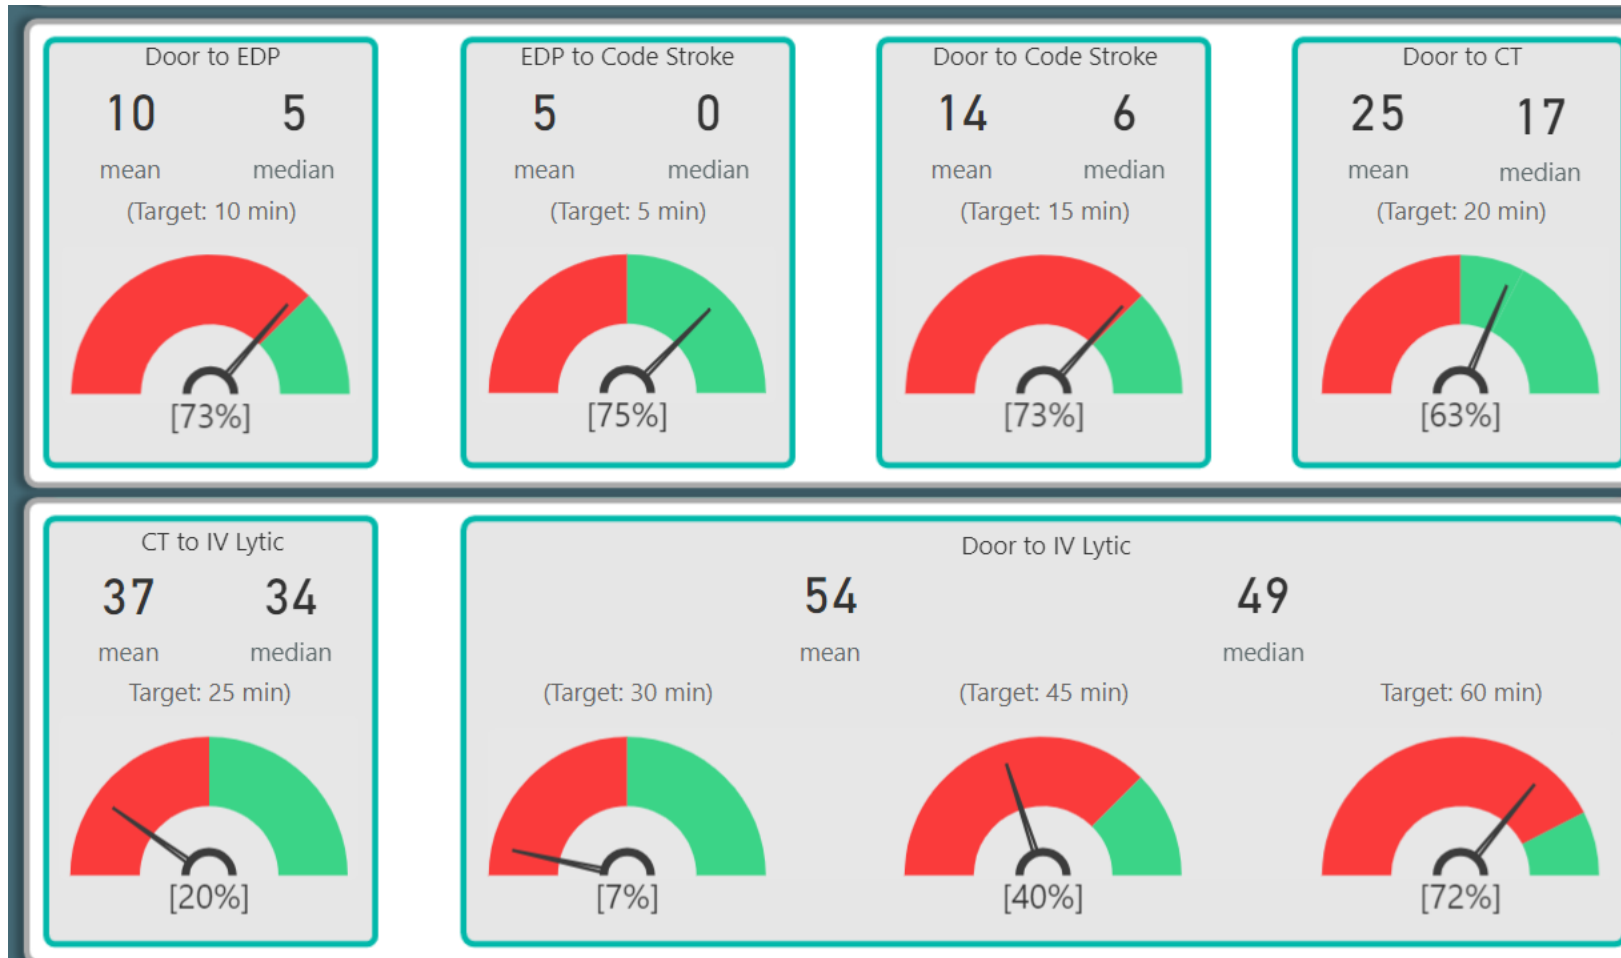 Door to EDP
10 5
mean median
(Target: 10 min)
[73%]
EDP to Code Stroke
5 0
mean median
(Target: 5 min)
[75%]
Door to Code Stroke
14 6
mean median
(Target: 15 min)
[73%]
Door to CT
25 17
mean median
(Target: 20 min)
[63%]
CT to IV Lytic
37 34
mean median
Target: 25 min)
[20%]
Door to IV Lytic
54 49
mean median
(Target: 30 min) (Target: 45 min) Target: 60 min)
[7%] [40%] [72%]